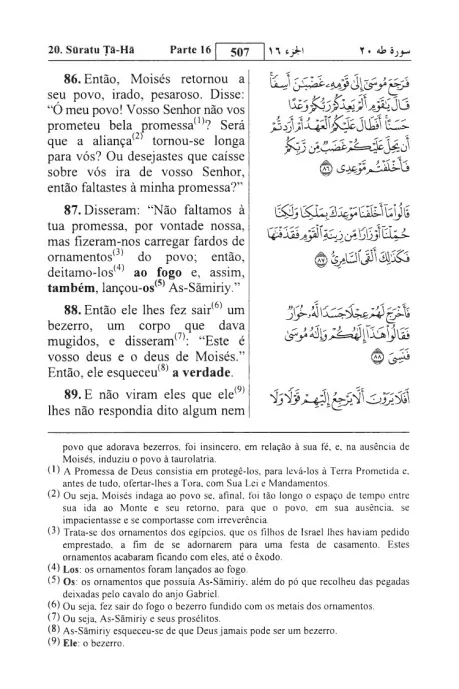 20. Sūratu Ṭā-Hā Parte 16 507 الجزء ١٦ سورة طه ٢٠
86. Então, Moisés retornou a
seu povo, irado, pesaroso. Disse:
“Ó meu povo! Vosso Senhor não vos
prometeu bela promessa(1)? Será
que a aliança(2) tornou-se longa
para vós? Ou desejastes que caísse
sobre vós ira de vosso Senhor,
então faltastes à minha promessa?”
فَرَجَعَ مُوسَىٰٓ إِلَىٰ قَوْمِهِۦ غَضْبَٰنَ أَسِفًا
قَالَ يَٰقَوْمِ أَلَمْ يَعِدْكُمْ رَبُّكُمْ وَعْدًا
حَسَنًا أَفَطَالَ عَلَيْكُمُ ٱلْعَهْدُ أَمْ أَرَدتُّمْ
أَن يَحِلَّ عَلَيْكُمْ غَضَبٌ مِّن رَّبِّكُمْ
فَأَخْلَفْتُم مَّوْعِدِى ٨٦
87. Disseram: “Não faltamos à
tua promessa, por vontade nossa,
mas fizeram-nos carregar fardos de
ornamentos(3) do povo; então,
deitamo-los(4) ao fogo e, assim,
também, lançou-os(5) As-Sāmiriy.”
قَالُوا۟ مَآ أَخْلَفْنَا مَوْعِدَكَ بِمَلْكِنَا وَلَٰكِنَّا
حُمِّلْنَآ أَوْزَارًا مِّن زِينَةِ ٱلْقَوْمِ فَقَذَفْنَٰهَا
فَكَذَٰلِكَ أَلْقَى ٱلسَّامِرِىُّ ٨٧
88. Então ele lhes fez sair(6) um
bezerro, um corpo que dava
mugidos, e disseram(7): “Este é
vosso deus e o deus de Moisés.”
Então, ele esqueceu(8) a verdade.
فَأَخْرَجَ لَهُمْ عِجْلًا جَسَدًا لَّهُۥ خُوَارٌ
فَقَالُوا۟ هَٰذَآ إِلَٰهُكُمْ وَإِلَٰهُ مُوسَىٰ
فَنَسِىَ ٨٨
89. E não viram eles que ele(9)
lhes não respondia dito algum nem
أَفَلَا يَرَوْنَ أَلَّا يَرْجِعُ إِلَيْهِمْ قَوْلًا وَلَا
povo que adorava bezerros, foi insincero, em relação à sua fé, e, na ausência de
Moisés, induziu o povo à taurolatria.
(1) A Promessa de Deus consistia em protegê-los, para levá-los à Terra Prometida e,
antes de tudo, ofertar-lhes a Tora, com Sua Lei e Mandamentos.
(2) Ou seja, Moisés indaga ao povo se, afinal, foi tão longo o espaço de tempo entre
sua ida ao Monte e seu retorno, para que o povo, em sua ausência, se
impacientasse e se comportasse com irreverência.
(3) Trata-se dos ornamentos dos egípcios, que os filhos de Israel lhes haviam pedido
emprestado, a fim de se adornarem para uma festa de casamento. Estes
ornamentos acabaram ficando com eles, até o êxodo.
(4) Los: os ornamentos foram lançados ao fogo.
(5) Os: os ornamentos que possuía As-Sāmiriy, além do pó que recolheu das pegadas
deixadas pelo cavalo do anjo Gabriel.
(6) Ou seja, fez sair do fogo o bezerro fundido com os metais dos ornamentos.
(7) Ou seja, As-Sāmiriy e seus prosélitos.
(8) As-Sāmiriy esqueceu-se de que Deus jamais pode ser um bezerro.
(9) Ele: o bezerro.